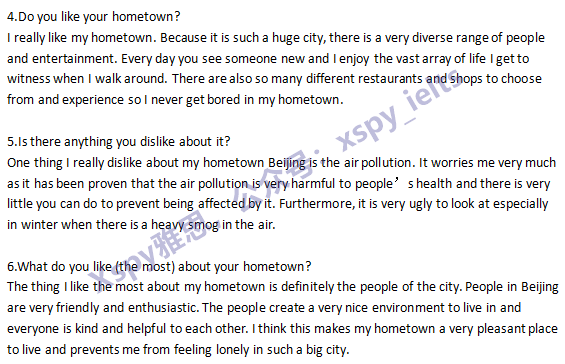 4.Do you like your hometown?
I really like my hometown. Because it is such a huge city, there is a very diverse range of people
and entertainment. Every day you see someone new and I enjoy the vast array of life I get to
witness when I walk around. There are also so many different restaurants and shops to choose
from and experience so I never get bored in my hometown.
5.Is there anything you dislike about it?
One thing I really dislike about my hometown Beijing is the air pollution. It worries me very much
as it has been proven that the air pollution is very harmful to people’s health and there is very
little you can do to prevent being affected by it. Furthermore, it is very ugly to look at especially
in winter when there is a heavy smog in the air.
6.What do you like (the most) about your hometown?
The thing I like the most about my hometown is definitely the people of the city. People in Beijing
are very friendly and enthusiastic. The people create a very nice environment to live in and
everyone is kind and helpful to each other. I think this makes my hometown a very pleasant place
to live and prevents me from feeling lonely in such a big city.
Xspy雅思，公众号：xspy_ielts